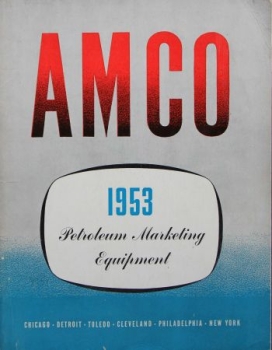 AMCO
1953
Petroleum Marketing
Equipment
CHICAGO · DETROIT · TOLEDO · CLEVELAND · PHILADELPHIA · NEW YORK